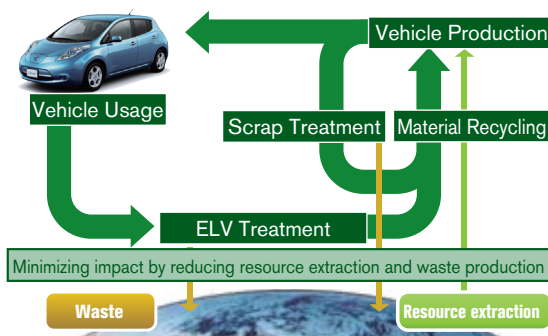 Vehicle Production
Vehicle Usage
Scrap Treatment
Material Recycling
ELV Treatment
Minimizing impact by reducing resource extraction and waste production
Waste
Resource extraction